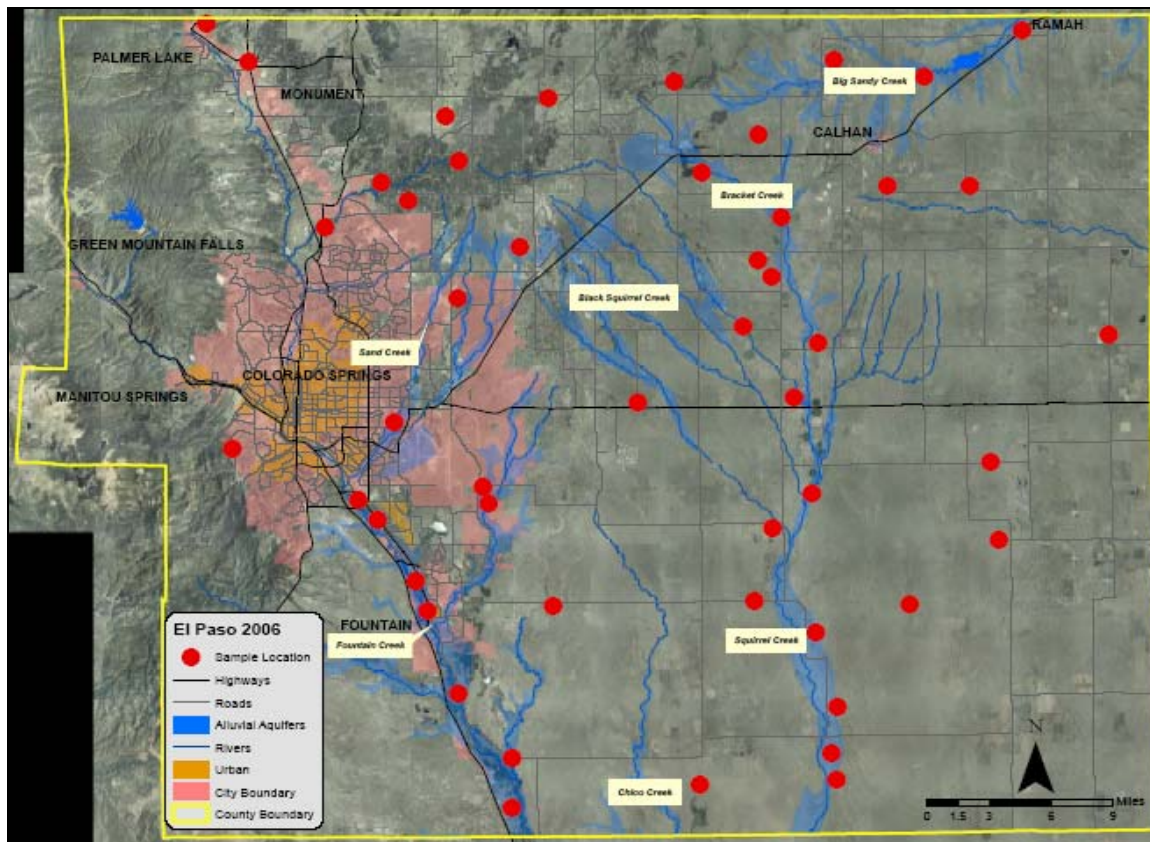 RAMAH
PALMER LAKE
Big Sandy Creek
MONUMENT
CALHAN
Bracket Creek
GREEN MOUNTAIN FALLS
Black Squirrel Creek
Sand Creek
COLORADO SPRINGS
MANITOU SPRINGS
FOUNTAIN
Fountain Creek
Squirrel Creek
Chico Creek
El Paso 2006
Sample Location
Highways
Roads
Alluvial Aquifers
Rivers
Urban
City Boundary
County Boundary
N
Miles
0 1.5 3 6 9